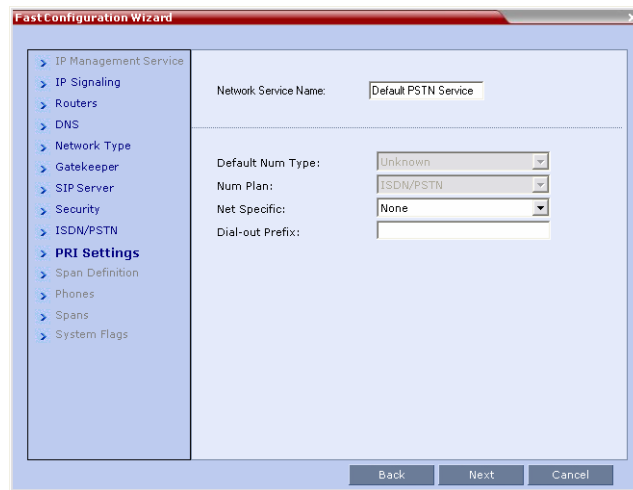 Fast Configuration Wizard
IP Management Service
IP Signaling
Routers
DNS
Network Type
Gatekeeper
SIP Server
Security
ISDN/PSTN
PRI Settings
Span Definition
Phones
Spans
System Flags
Network Service Name: Default PSTN Service
Default Num Type: Unknown
Num Plan: ISDN/PSTN
Net Specific: None
Dial-out Prefix:
Back Next Cancel